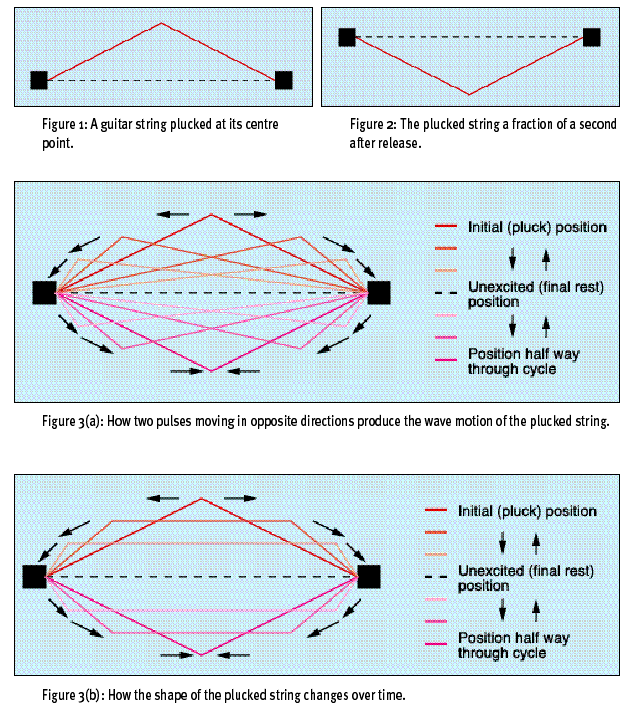 Figure 1: A guitar string plucked at its centre
point.
Figure 2: The plucked string a fraction of a second
after release.
Initial (pluck) position
Unexcited (final rest)
position
Position half way
through cycle
Figure 3(a): How two pulses moving in opposite directions produce the wave motion of the plucked string.
Initial (pluck) position
Unexcited (final rest)
position
Position half way
through cycle
Figure 3(b): How the shape of the plucked string changes over time.